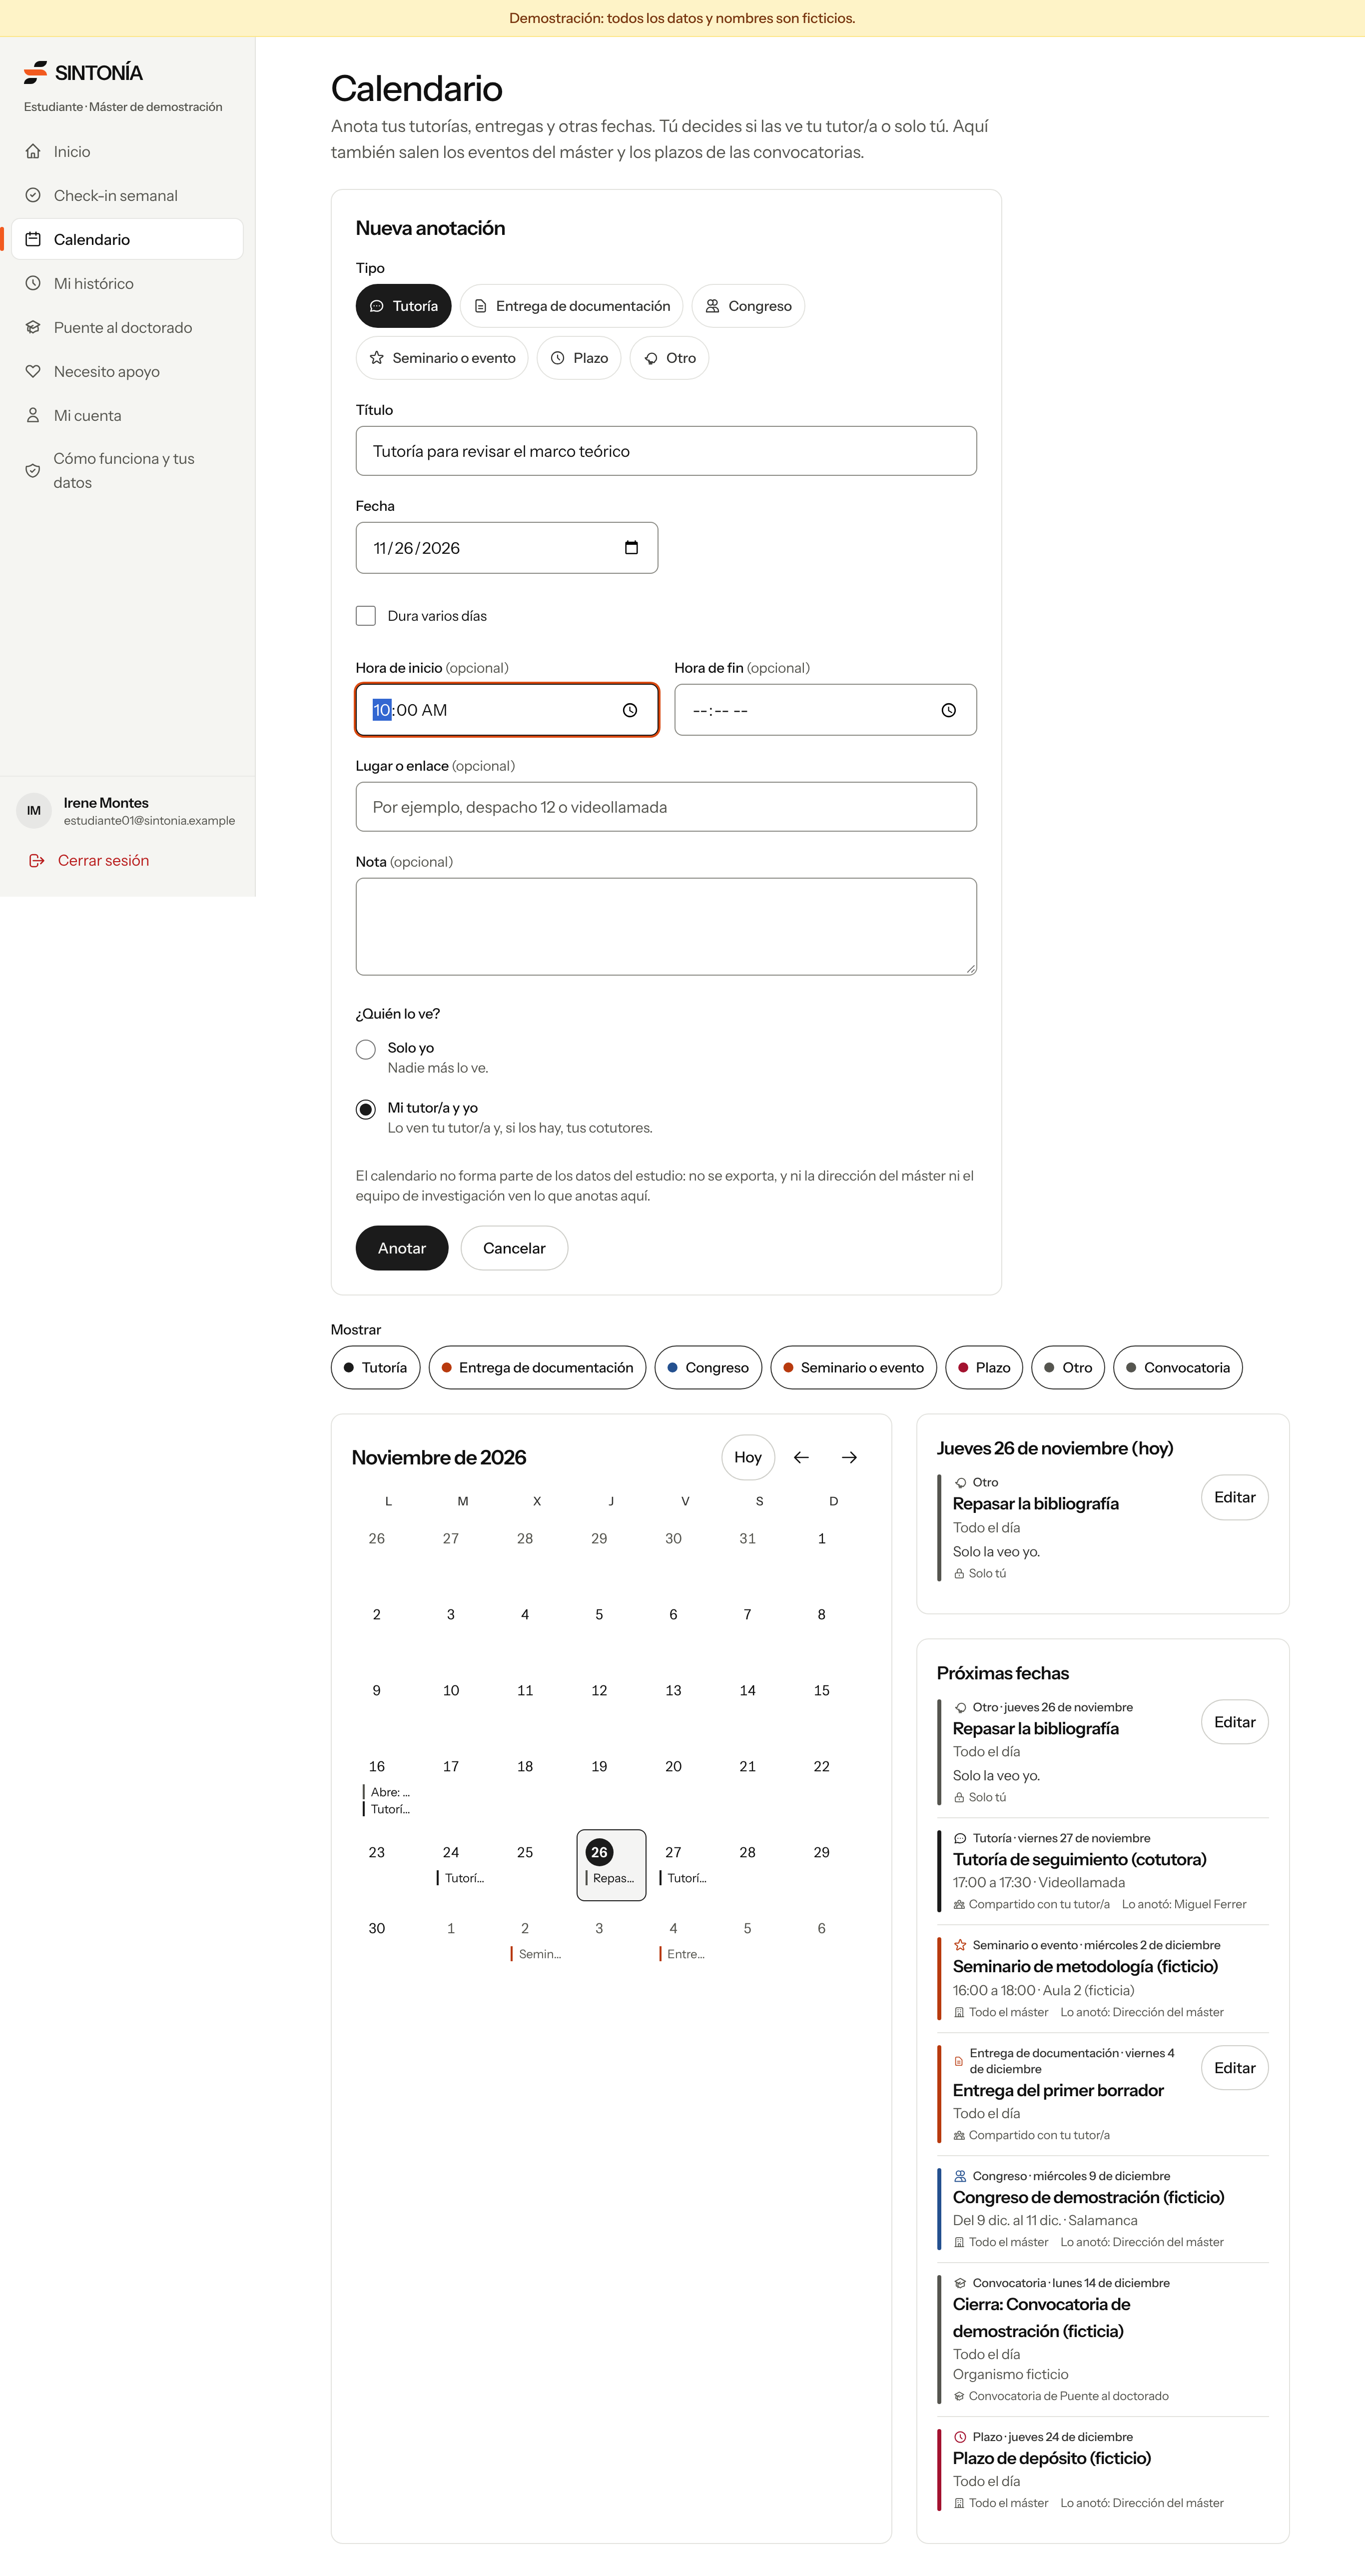 Demostración: todos los datos y nombres son ficticios.
SINTONÍA
Estudiante · Máster de demostración
Inicio
Check-in semanal
Calendario
Mi histórico
Puente al doctorado
Necesito apoyo
Mi cuenta
Cómo funciona y tus
datos
IM
Irene Montes
estudiante01@sintonia.example
Cerrar sesión
Calendario
Anota tus tutorías, entregas y otras fechas. Tú decides si las ve tu tutor/a o solo tú. Aquí
también salen los eventos del máster y los plazos de las convocatorias.
Nueva anotación
Tipo
Tutoría
Entrega de documentación
Congreso
Seminario o evento
Plazo
Otro
Título
Tutoría para revisar el marco teórico
Fecha
11/26/2026
Dura varios días
Hora de inicio (opcional)
Hora de fin (opcional)
10:00 AM
--:-- --
Lugar o enlace (opcional)
Por ejemplo, despacho 12 o videollamada
Nota (opcional)
¿Quién lo ve?
Solo yo
Nadie más lo ve.
Mi tutor/a y yo
Lo ven tu tutor/a y, si los hay, tus cotutores.
El calendario no forma parte de los datos del estudio: no se exporta, y ni la dirección del máster ni el
equipo de investigación ven lo que anotas aquí.
Anotar
Cancelar
Mostrar
Tutoría
Entrega de documentación
Congreso
Seminario o evento
Plazo
Otro
Convocatoria
Noviembre de 2026
Hoy
L M X J V S D
26 27 28 29 30 31 1
2 3 4 5 6 7 8
9 10 11 12 13 14 15
16 17 18 19 20 21 22
Abre: ...
Tutorí...
23 24 25 26 27 28 29
Tutorí... Repas... Tutorí...
30 1 2 3 4 5 6
Semin... Entre...
Jueves 26 de noviembre (hoy)
Otro
Repasar la bibliografía
Editar
Todo el día
Solo la veo yo.
Solo tú
Próximas fechas
Otro · jueves 26 de noviembre
Repasar la bibliografía
Editar
Todo el día
Solo la veo yo.
Solo tú
Tutoría · viernes 27 de noviembre
Tutoría de seguimiento (cotutora)
17:00 a 17:30 · Videollamada
Compartido con tu tutor/a Lo anotó: Miguel Ferrer
Seminario o evento · miércoles 2 de diciembre
Seminario de metodología (ficticio)
16:00 a 18:00 · Aula 2 (ficticia)
Todo el máster Lo anotó: Dirección del máster
Entrega de documentación · viernes 4
de diciembre
Entrega del primer borrador
Editar
Todo el día
Compartido con tu tutor/a
Congreso · miércoles 9 de diciembre
Congreso de demostración (ficticio)
Del 9 dic. al 11 dic. · Salamanca
Todo el máster Lo anotó: Dirección del máster
Convocatoria · lunes 14 de diciembre
Cierra: Convocatoria de
demostración (ficticia)
Todo el día
Organismo ficticio
Convocatoria de Puente al doctorado
Plazo · jueves 24 de diciembre
Plazo de depósito (ficticio)
Todo el día
Todo el máster Lo anotó: Dirección del máster